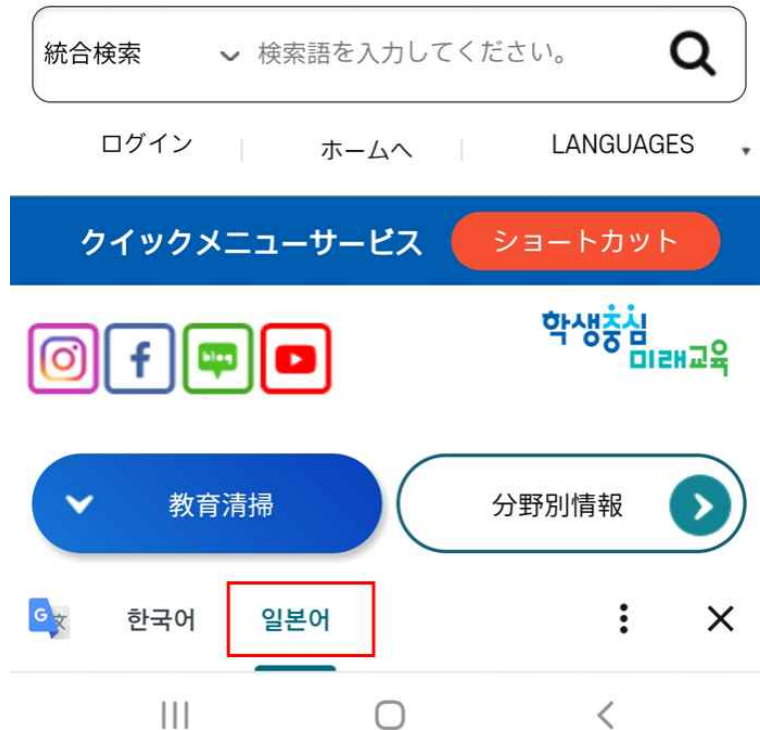 統合検索 検索語を入力してください。
ログイン ホームへ LANGUAGES
クイックメニューサービス ショートカット
blog
학생중심
미래교육
教育清掃 分野別情報
G 文 한국어 일본어